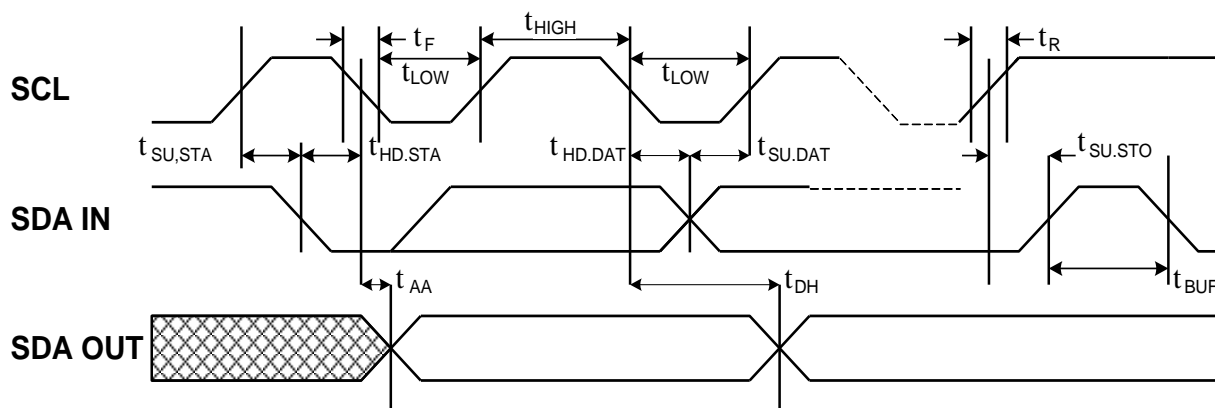 tF
tHIGH
tR
SCL
tLOW
tLOW
tSU,STA
tHD.STA
tHD.DAT
tSU.DAT
tSU.STO
SDA IN
tAA
tDH
tBUF
SDA OUT